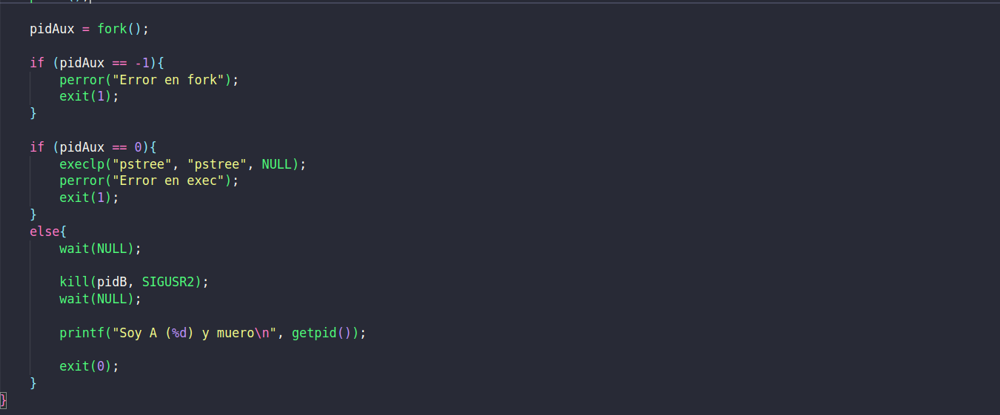 pidAux = fork();
if (pidAux == -1){
perror("Error en fork");
exit(1);
}
if (pidAux == 0){
execlp("pstree", "pstree", NULL);
perror("Error en exec");
exit(1);
}
else{
wait(NULL);
kill(pidB, SIGUSR2);
wait(NULL);
printf("Soy A (%d) y muero\n", getpid());
exit(0);
}
}